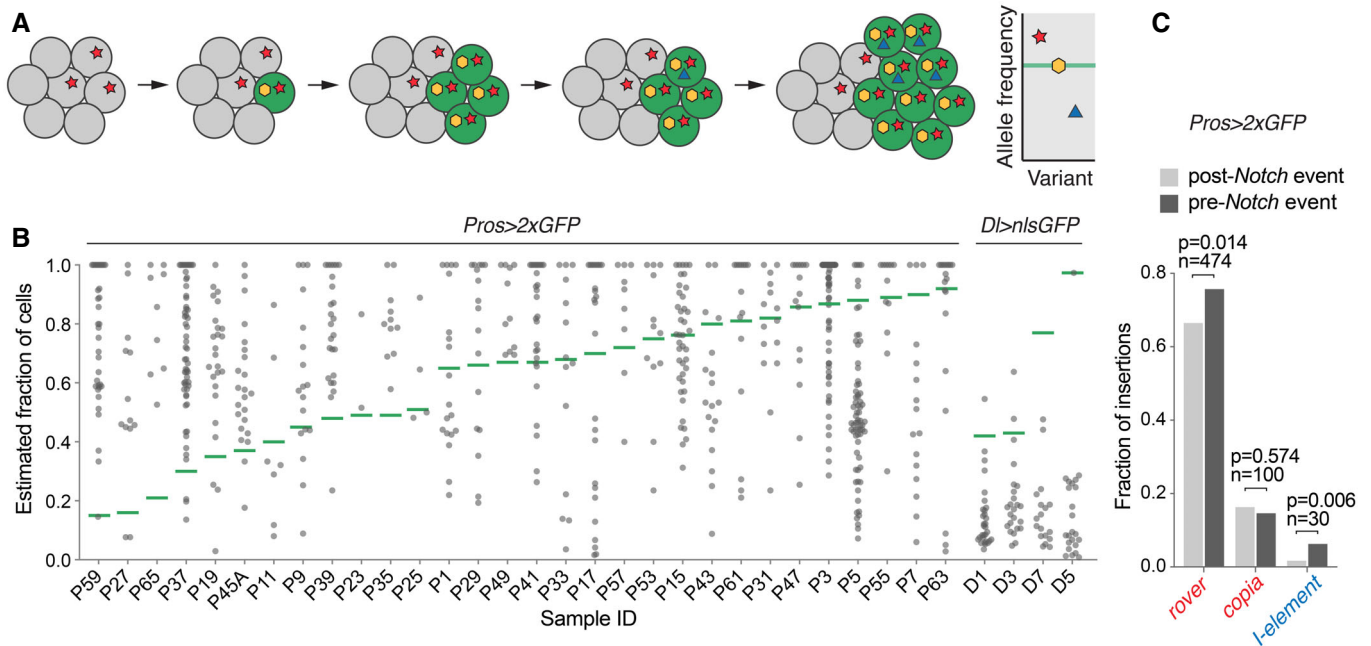 A
Allele frequency
Variant
C
Pros>2xGFP
post-Notch event
pre-Notch event
B
Pros>2xGFP
Dl>nlsGFP
Estimated fraction of cells
1.0
0.8
0.6
0.4
0.2
0.0
P59 P27 P65 P37 P19 P45A P11 P9 P39 P23 P35 P25 P1 P29 P49 P41 P33 P17 P57 P53 P15 P43 P61 P31 P47 P3 P5 P55 P7 P63 D1 D3 D7 D5
Sample ID
Fraction of insertions
0.8
0.6
0.4
0.2
0.0
p=0.014
n=474
p=0.574
n=100
p=0.006
n=30
rover
copia
I-element